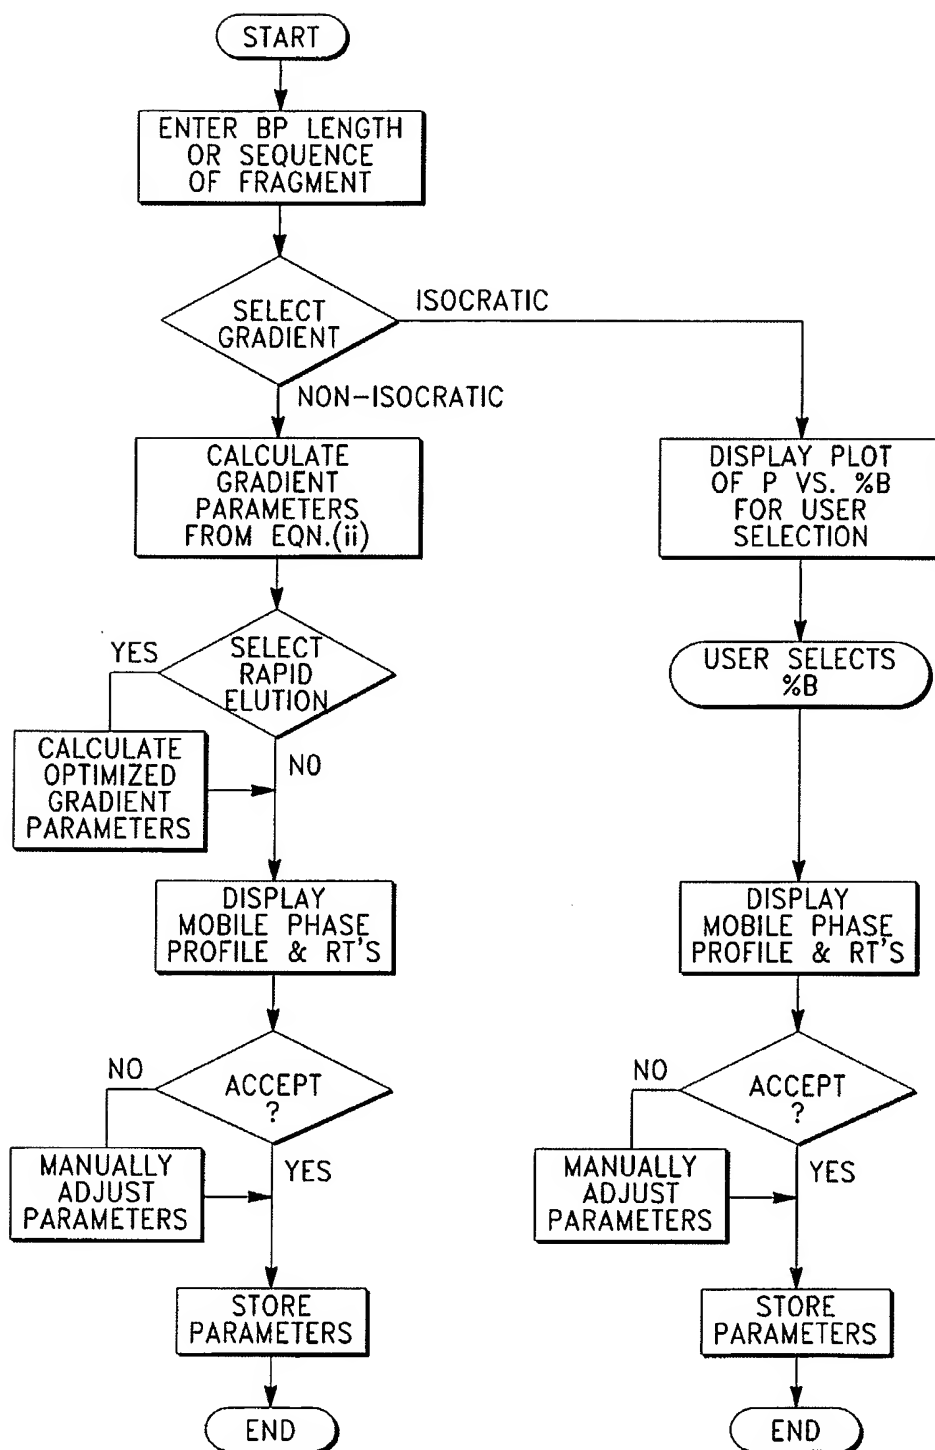 START
ENTER BP LENGTH
OR SEQUENCE
OF FRAGMENT
SELECT
GRADIENT
ISOCRATIC
NON-ISOCRATIC
CALCULATE
GRADIENT
PARAMETERS
FROM EQN.(ii)
DISPLAY PLOT
OF P VS. %B
FOR USER
SELECTION
YES
SELECT
RAPID
ELUTION
NO
CALCULATE
OPTIMIZED
GRADIENT
PARAMETERS
USER SELECTS
%B
DISPLAY
MOBILE PHASE
PROFILE & RT'S
DISPLAY
MOBILE PHASE
PROFILE & RT'S
NO
ACCEPT
?
YES
MANUALLY
ADJUST
PARAMETERS
NO
ACCEPT
?
YES
MANUALLY
ADJUST
PARAMETERS
STORE
PARAMETERS
STORE
PARAMETERS
END
END